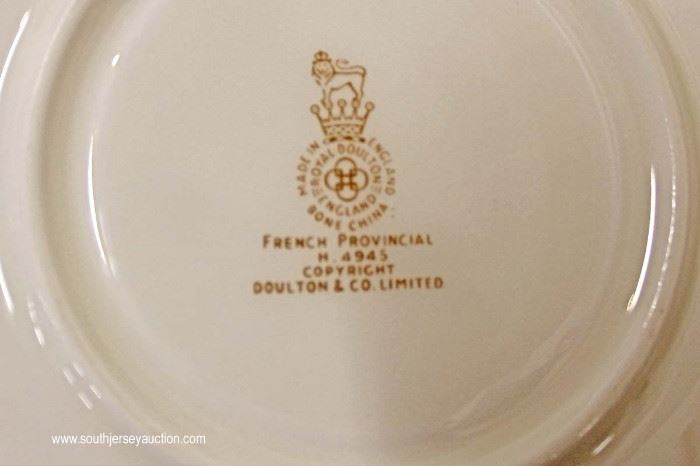 MADE IN ENGLAND
ROYAL DOULTON
ENGLAND
BONE CHINA
FRENCH PROVINCIAL
H. 4945
COPYRIGHT
DOULTON & CO. LIMITED
www.southjerseyauction.com